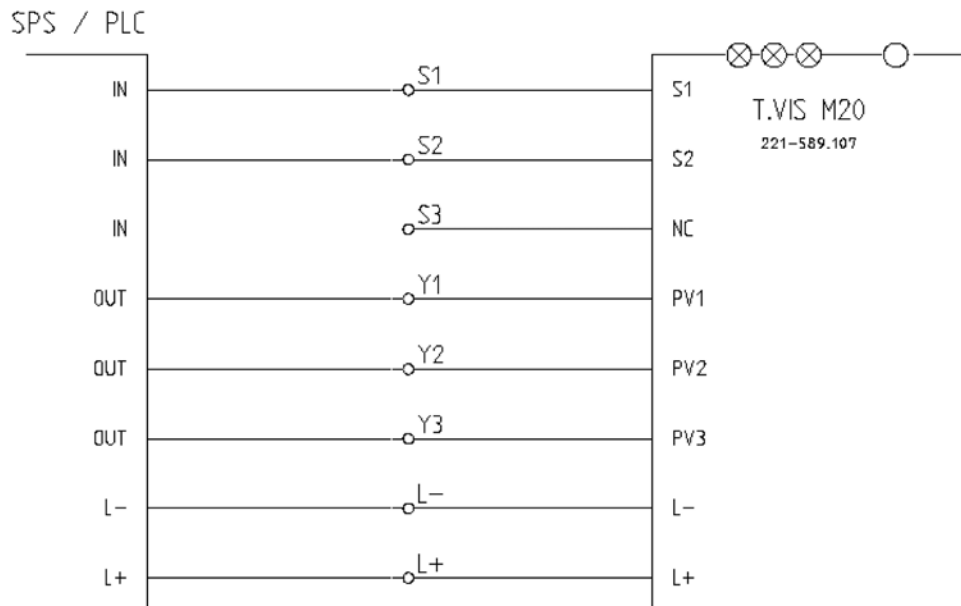 SPS / PLC
IN S1 S1
T.VIS M20
221-589.107
IN S2 S2
IN S3 NC
OUT Y1 PV1
OUT Y2 PV2
OUT Y3 PV3
L- L- L-
L+ L+ L+